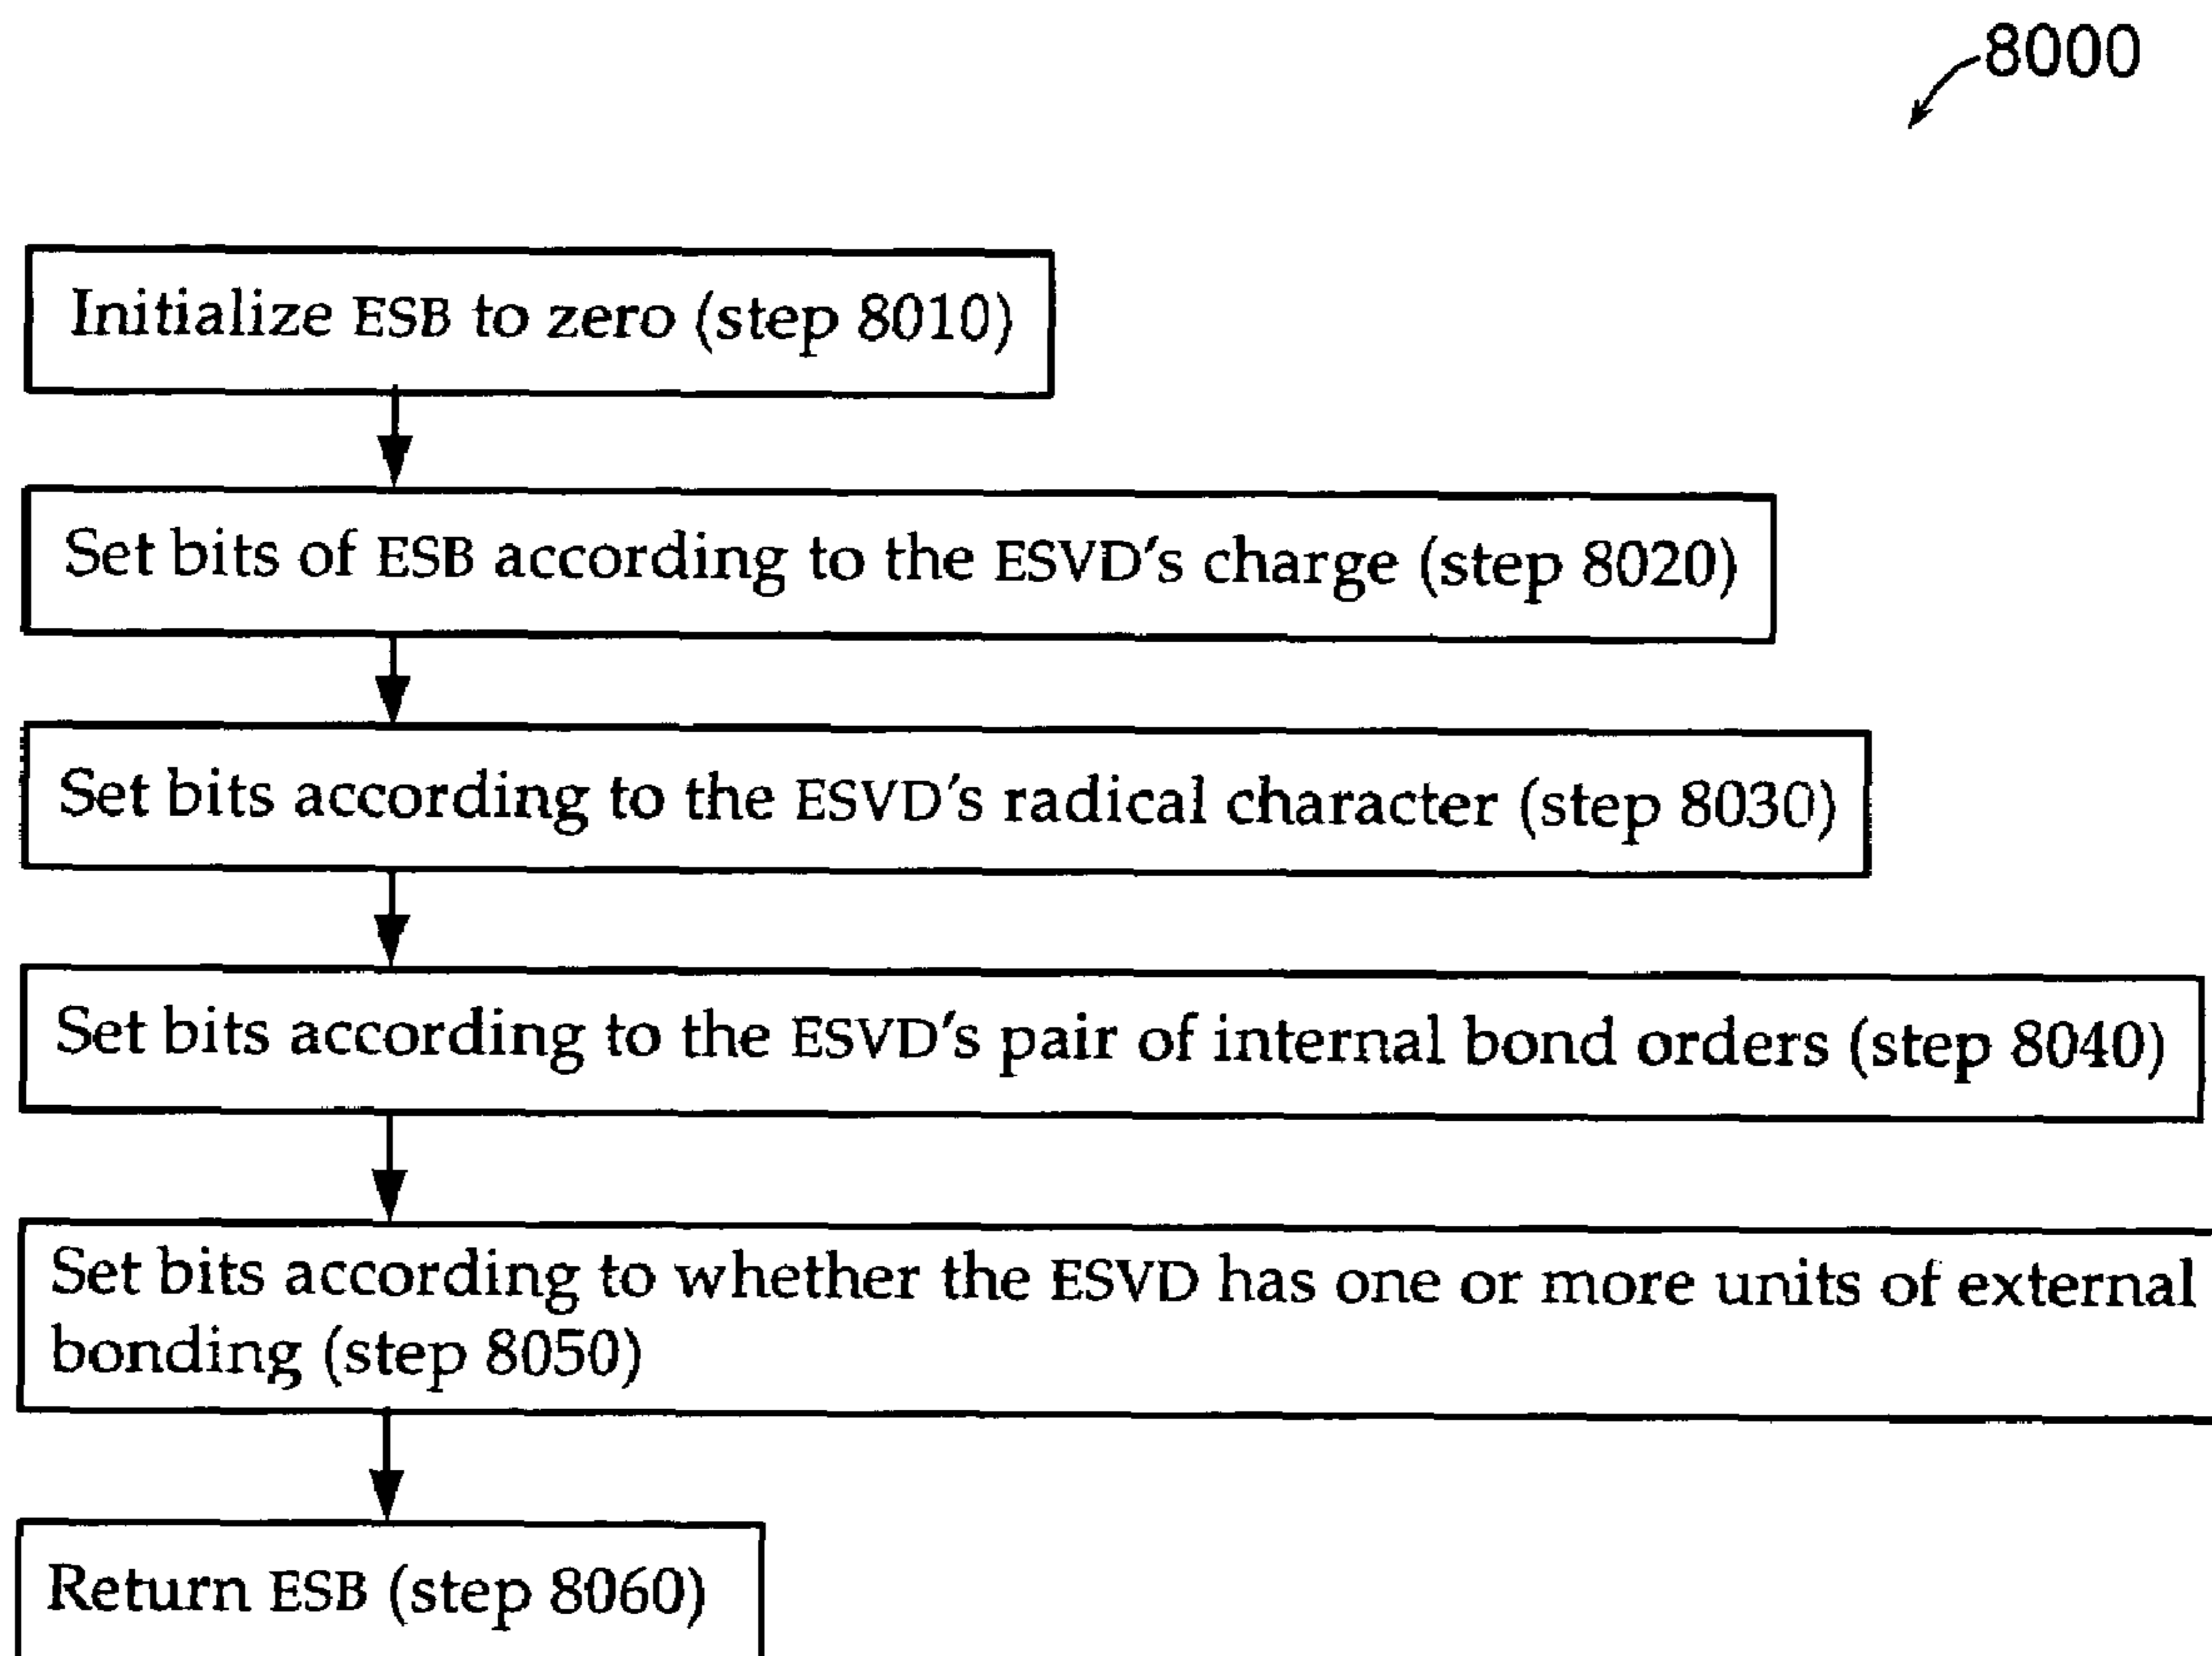 8000
Initialize ESB to zero (step 8010)
Set bits of ESB according to the ESVD's charge (step 8020)
Set bits according to the ESVD's radical character (step 8030)
Set bits according to the ESVD's pair of internal bond orders (step 8040)
Set bits according to whether the ESVD has one or more units of external
bonding (step 8050)
Return ESB (step 8060)